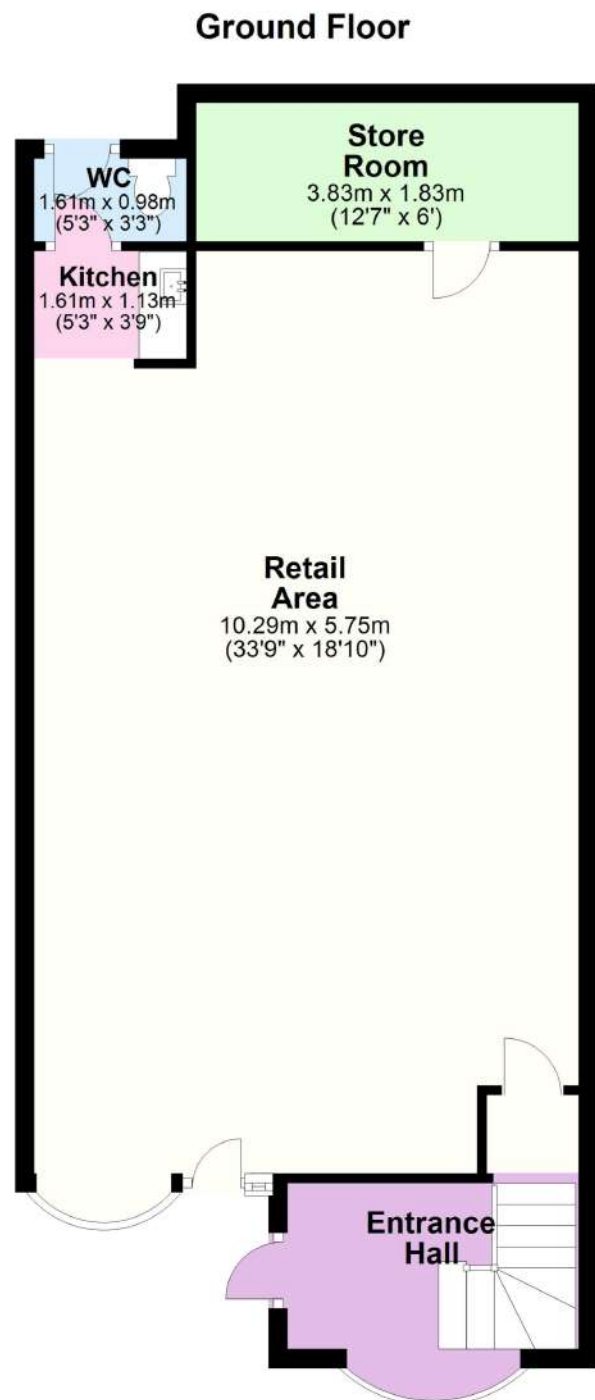 Ground Floor
Store
Room
3.83m x 1.83m
(12'7" x 6')
WC
1.61m x 0.98m
(5'3" x 3'3")
Kitchen
1.61m x 1.13m
(5'3" x 3'9")
Retail
Area
10.29m x 5.75m
(33'9" x 18'10")
Entrance
Hall